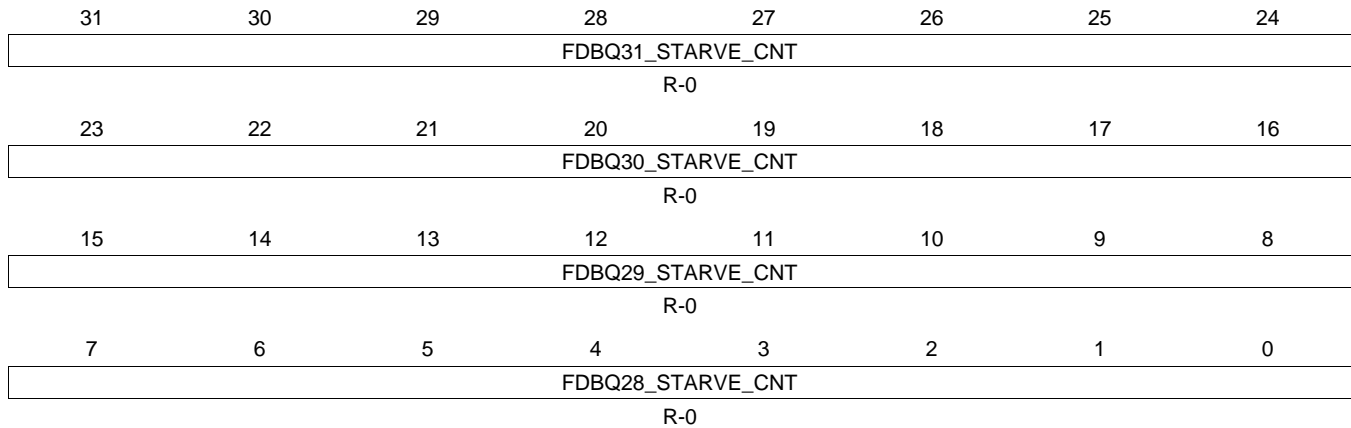 31 30 29 28 27 26 25 24
FDBQ31_STARVE_CNT
R-0
23 22 21 20 19 18 17 16
FDBQ30_STARVE_CNT
R-0
15 14 13 12 11 10 9 8
FDBQ29_STARVE_CNT
R-0
7 6 5 4 3 2 1 0
FDBQ28_STARVE_CNT
R-0